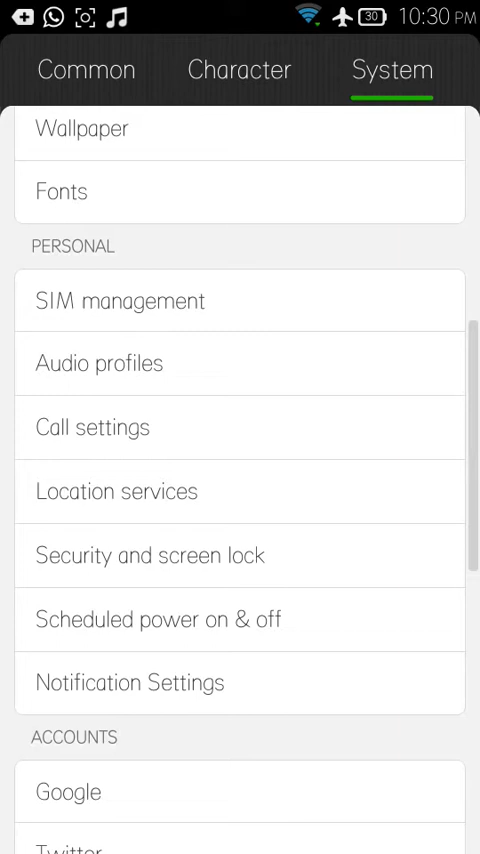 30 10:30 PM
Common Character System
Wallpaper
Fonts
PERSONAL
SIM management
Audio profiles
Call settings
Location services
Security and screen lock
Scheduled power on & off
Notification Settings
ACCOUNTS
Google
Twitter